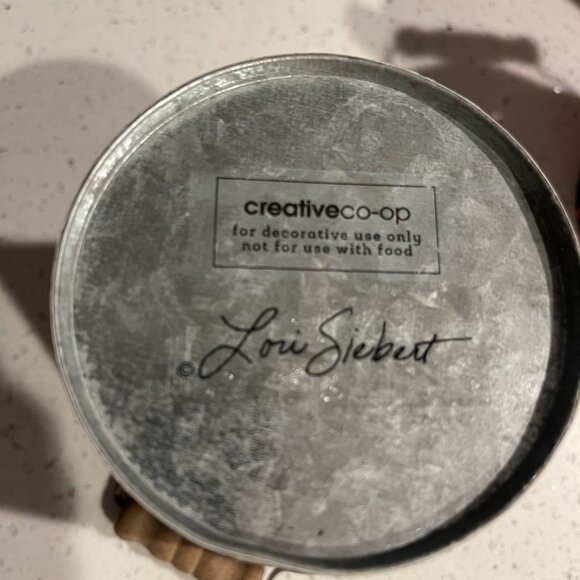 creativeco-op
for decorative use only
not for use with food
© Lori Siebert